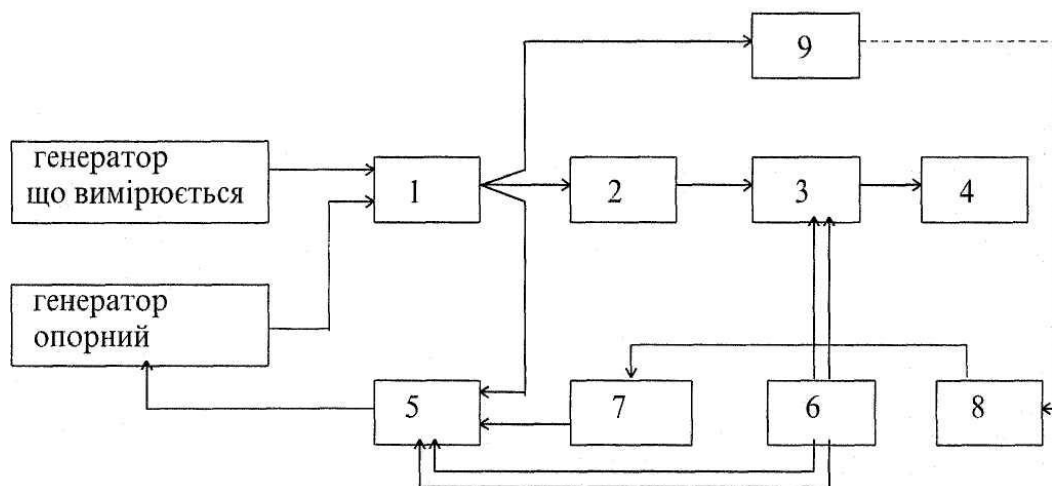 9
генератор
що вимірюється
1
2
3
4
генератор
опорний
5
7
6
8